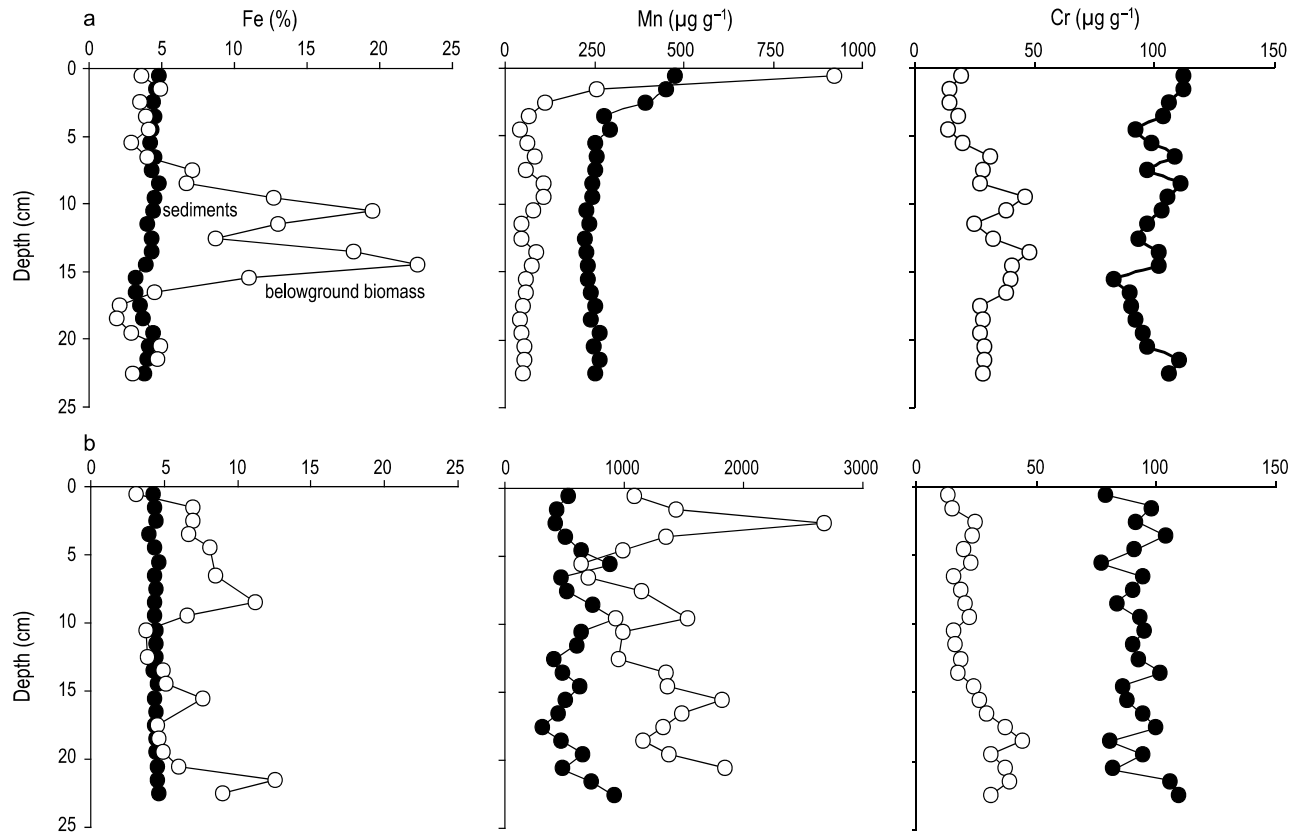 a
Fe (%)
Mn (µg g⁻¹)
Cr (µg g⁻¹)
0 5 10 15 20 25
0 250 500 750 1000
0 50 100 150
0
5
10
15
20
25
Depth (cm)
sediments
belowground biomass
b
0 5 10 15 20 25
0 1000 2000 3000
0 50 100 150
0
5
10
15
20
25
Depth (cm)